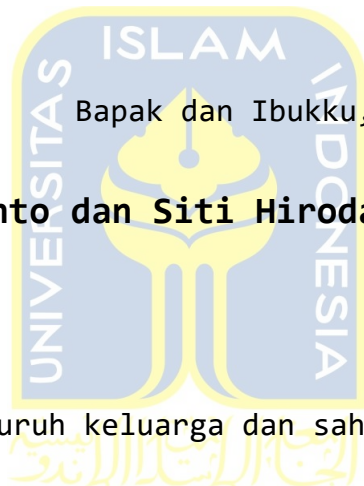 ISLAM
UNIVERSITAS
INDONESIA
Bapak dan Ibukku,
nto dan Siti Hiroda
uruh keluarga dan sah